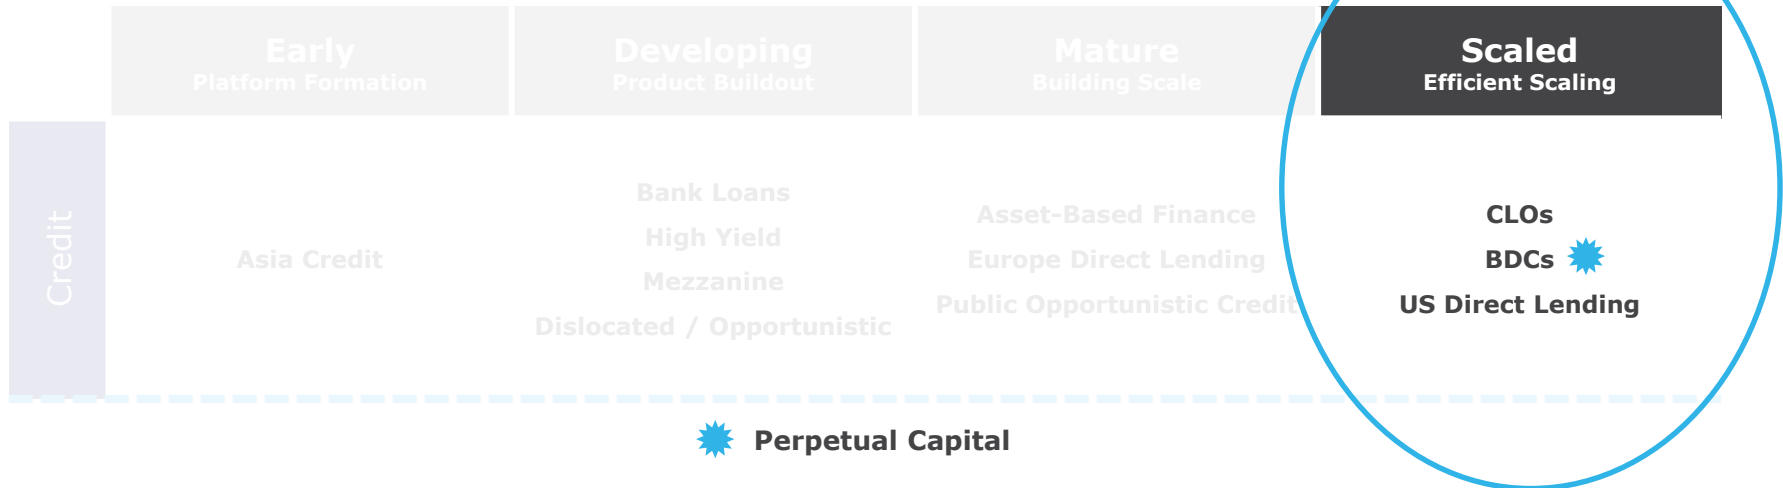 Early
Platform Formation
Developing
Product Buildout
Mature
Building Scale
Scaled
Efficient Scaling
Credit
Asia Credit
Bank Loans
High Yield
Mezzanine
Dislocated / Opportunistic
Asset-Based Finance
Europe Direct Lending
Public Opportunistic Credit
CLOs
BDCs
US Direct Lending
Perpetual Capital